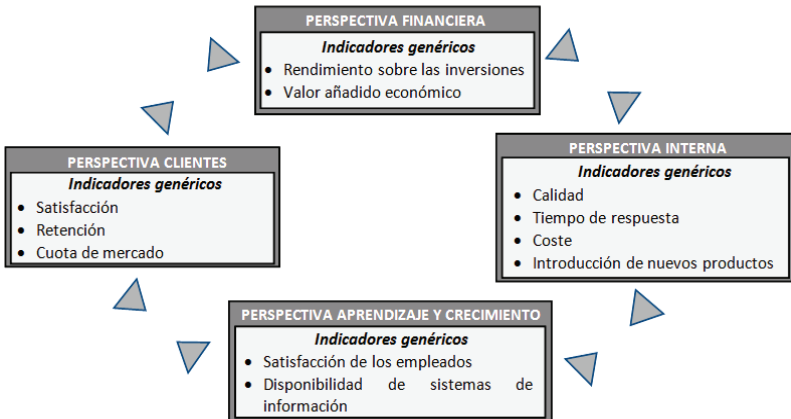 PERSPECTIVA FINANCIERA
Indicadores genéricos
• Rendimiento sobre las inversiones
• Valor añadido económico
PERSPECTIVA CLIENTES
Indicadores genéricos
• Satisfacción
• Retención
• Cuota de mercado
PERSPECTIVA INTERNA
Indicadores genéricos
• Calidad
• Tiempo de respuesta
• Coste
• Introducción de nuevos productos
PERSPECTIVA APRENDIZAJE Y CRECIMIENTO
Indicadores genéricos
• Satisfacción de los empleados
• Disponibilidad de sistemas de
información